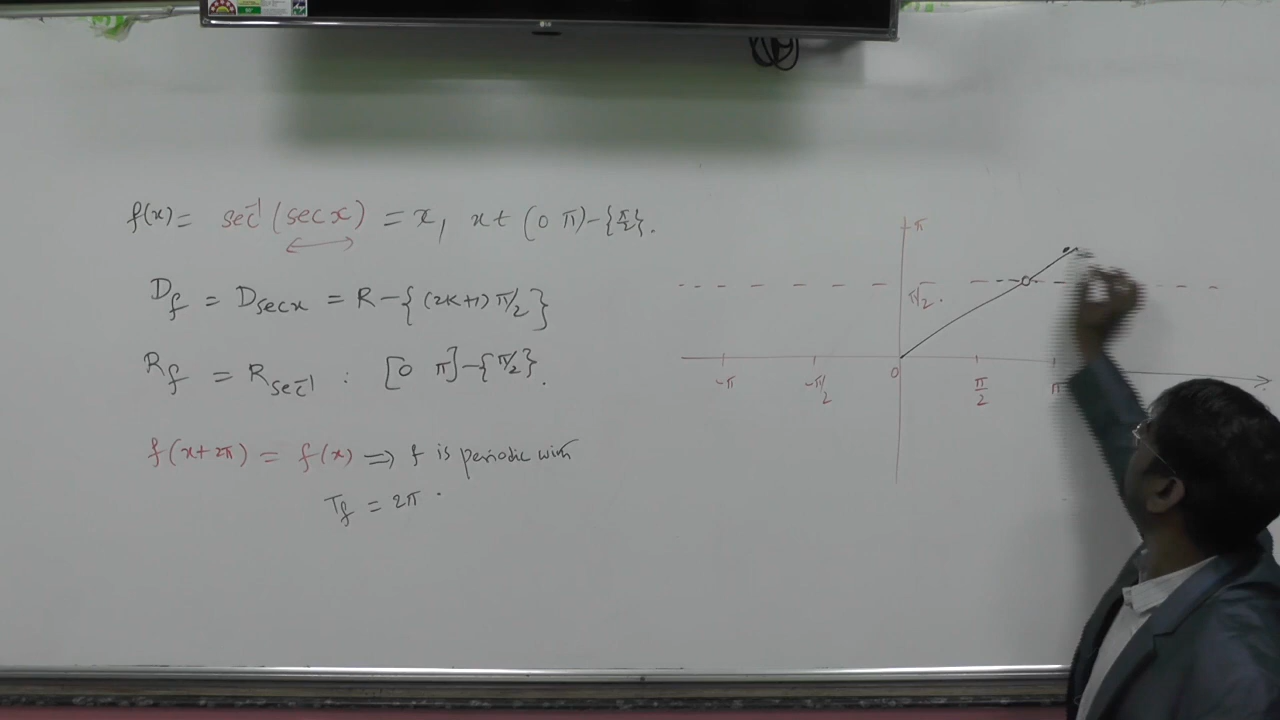 LG
f(x) = sec⁻¹(sec x) = x, x ∈ (0 π) - {π/2}.
D_f = D_sec x = R - {(2k+1) π/2}
R_f = R_sec⁻¹ : [0 π] - {π/2}.
f(x+2π) = f(x) ⇒ f is periodic with
T_f = 2π .
π
π/2 .
-π -π/2 0 π/2 π